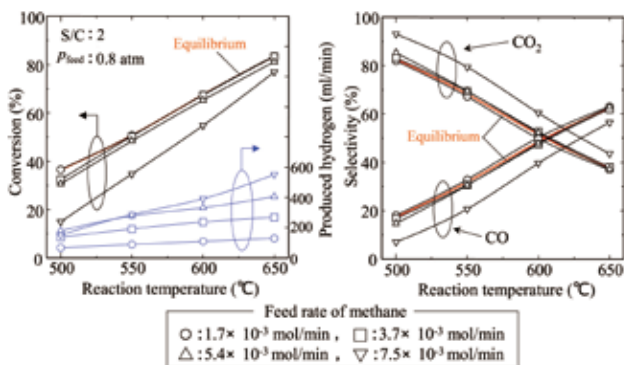 S/C : 2
Pfeed : 0.8 atm
Equilibrium
Conversion (%)
100
80
60
40
20
0
500
550
600
650
Reaction temperature (℃)
Produced hydrogen (ml/min)
600
400
200
0
CO2
Equilibrium
CO
Selectivity (%)
100
80
60
40
20
0
500
550
600
650
Reaction temperature (℃)
Feed rate of methane
○ : 1.7× 10-3 mol/min , □ : 3.7× 10-3 mol/min
△ : 5.4× 10-3 mol/min , ▽ : 7.5× 10-3 mol/min